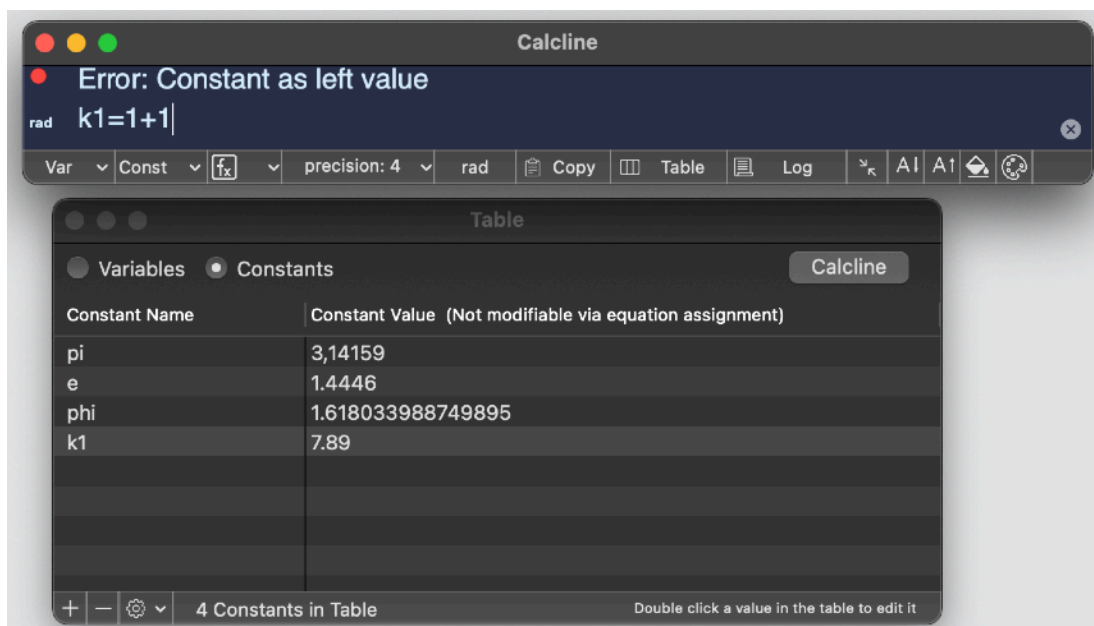 Calcline
Error: Constant as left value
rad k1=1+1
Var Const fx precision: 4 rad Copy Table Log A A
Table
Variables Constants Calcline
Constant Name Constant Value (Not modifiable via equation assignment)
pi 3,14159
e 1.4446
phi 1.618033988749895
k1 7.89
+ − 4 Constants in Table Double click a value in the table to edit it